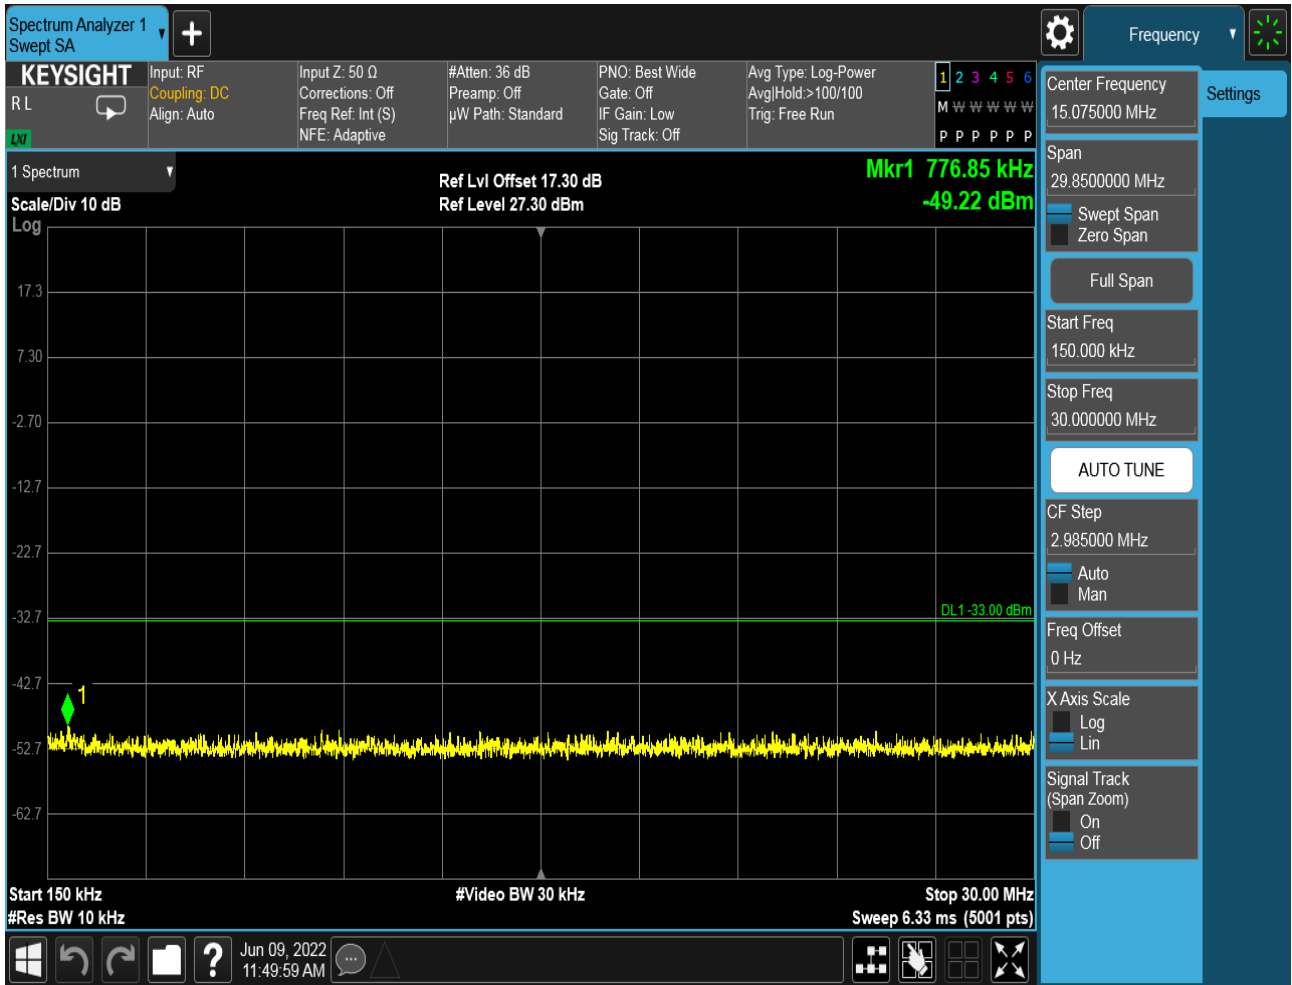 Spectrum Analyzer 1
Swept SA
+
Frequency
KEYSIGHT
R L
LXI
Input: RF
Coupling: DC
Align: Auto
Input Z: 50 Ω
Corrections: Off
Freq Ref: Int (S)
NFE: Adaptive
#Atten: 36 dB
Preamp: Off
µW Path: Standard
PNO: Best Wide
Gate: Off
IF Gain: Low
Sig Track: Off
Avg Type: Log-Power
Avg|Hold:>100/100
Trig: Free Run
1 2 3 4 5 6
M W W W W W
P P P P P P
1 Spectrum
Scale/Div 10 dB
Log
Ref Lvl Offset 17.30 dB
Ref Level 27.30 dBm
Mkr1 776.85 kHz
-49.22 dBm
17.3
7.30
-2.70
-12.7
-22.7
-32.7
-42.7
-52.7
-62.7
DL1 -33.00 dBm
1
Start 150 kHz
#Res BW 10 kHz
#Video BW 30 kHz
Stop 30.00 MHz
Sweep 6.33 ms (5001 pts)
Center Frequency
15.075000 MHz
Settings
Span
29.8500000 MHz
Swept Span
Zero Span
Full Span
Start Freq
150.000 kHz
Stop Freq
30.000000 MHz
AUTO TUNE
CF Step
2.985000 MHz
Auto
Man
Freq Offset
0 Hz
X Axis Scale
Log
Lin
Signal Track
(Span Zoom)
On
Off
?
Jun 09, 2022
11:49:59 AM